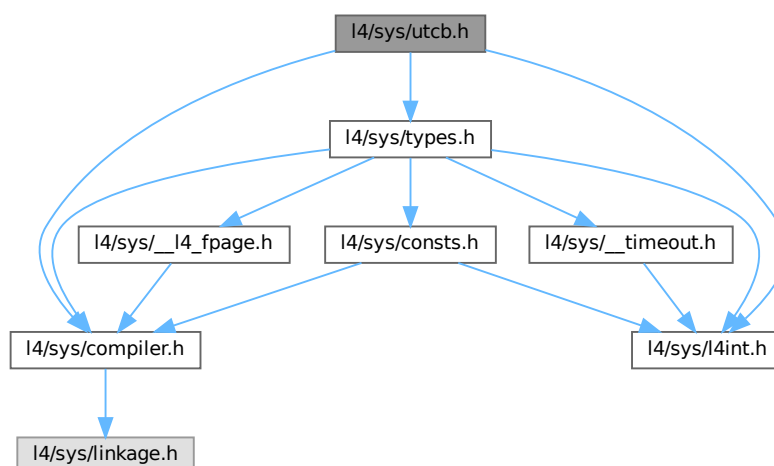 l4/sys/utcb.h
l4/sys/types.h
l4/sys/__l4_fpage.h
l4/sys/consts.h
l4/sys/__timeout.h
l4/sys/compiler.h
l4/sys/l4int.h
l4/sys/linkage.h